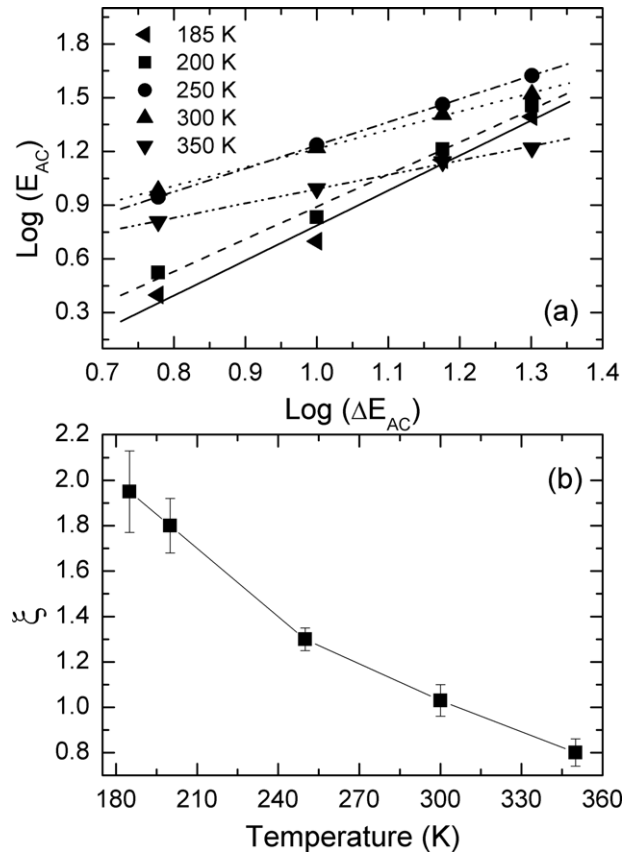 1.8
1.5
1.2
0.9
0.6
0.3
Log (E_AC)
185 K
200 K
250 K
300 K
350 K
(a)
0.7 0.8 0.9 1.0 1.1 1.2 1.3 1.4
Log (ΔE_AC)
2.2
2.0
1.8
1.6
1.4
1.2
1.0
0.8
ξ
(b)
180 210 240 270 300 330 360
Temperature (K)